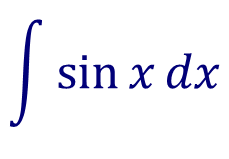 ∫ sin x dx